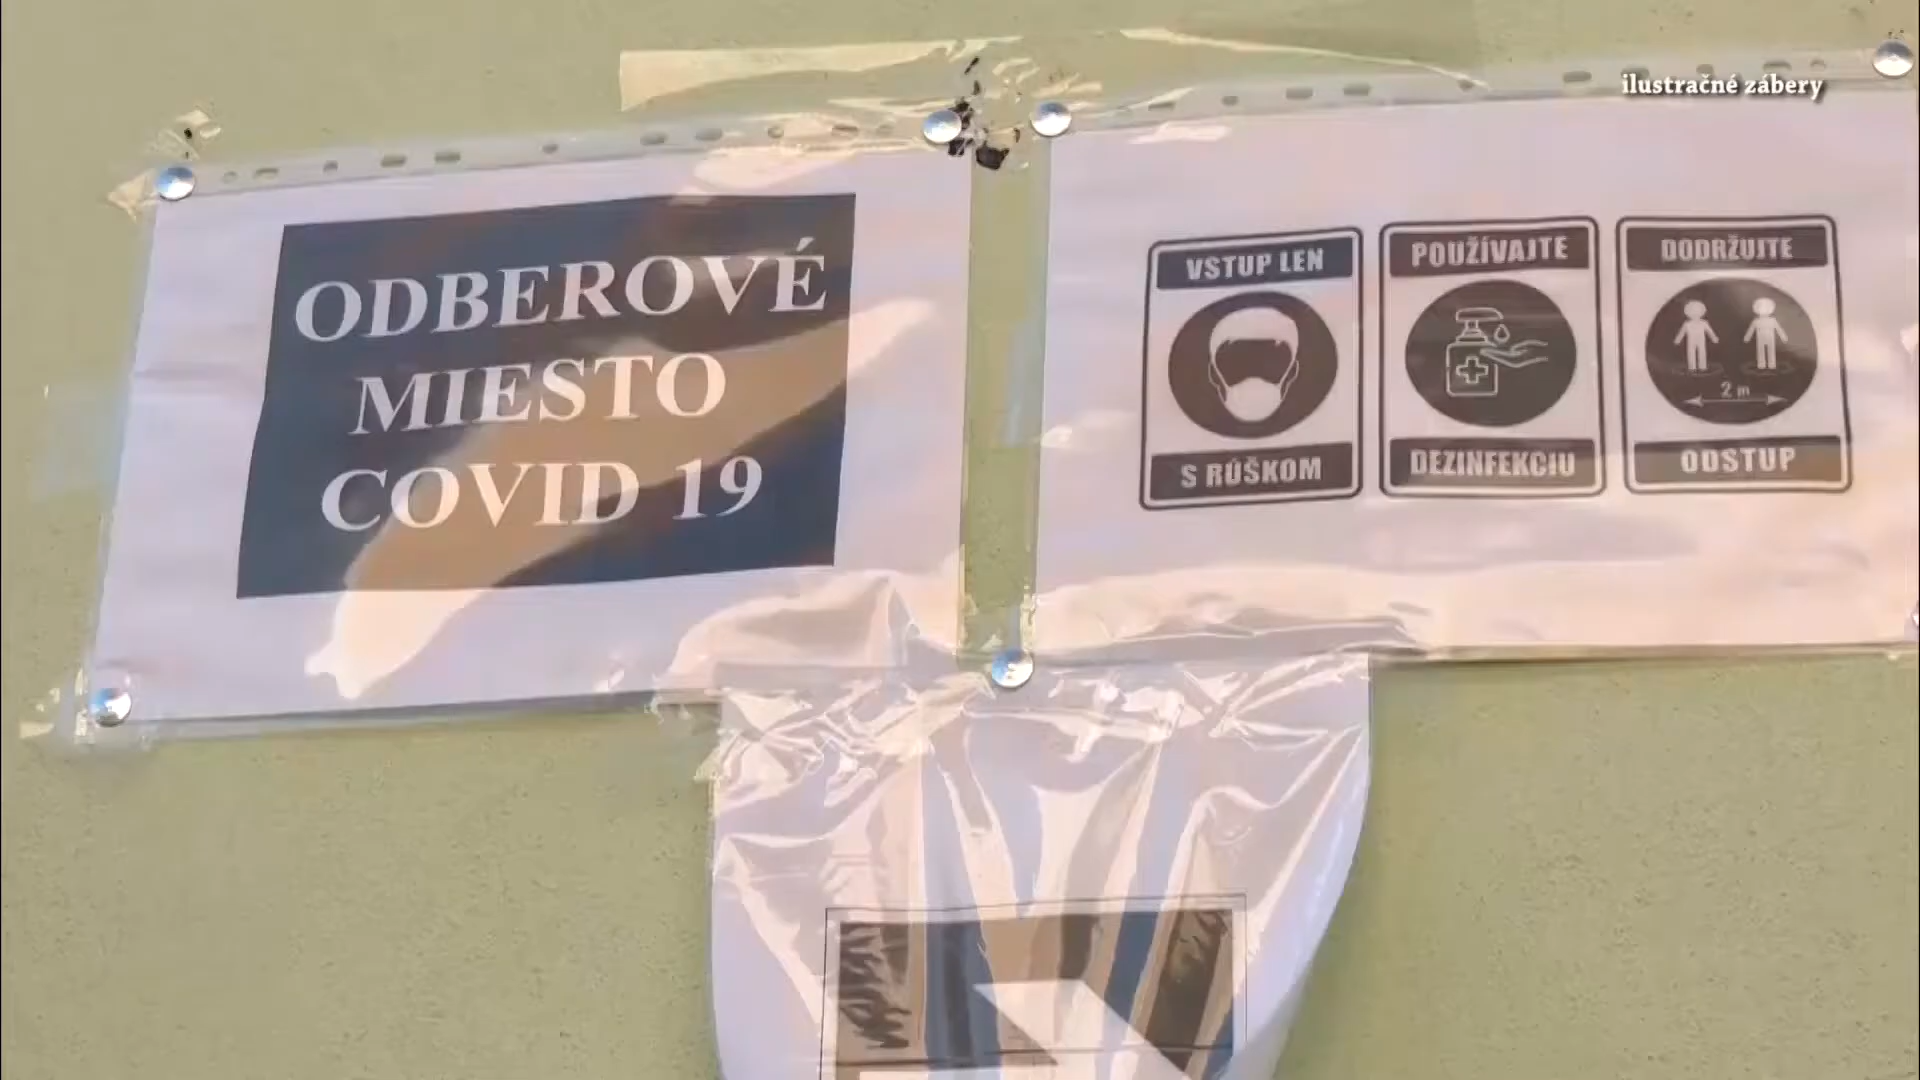 ilustračné zábery
ODBEROVÉ
MIESTO
COVID 19
VSTUP LEN
S RÚŠKOM
POUŽÍVAJTE
DEZINFEKCIU
DODRŽUJTE
2 m
ODSTUP